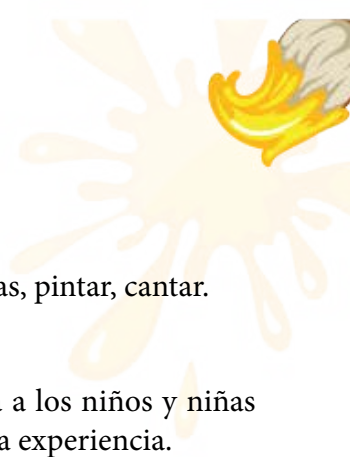 as, pintar, cantar.
a los niños y niñas
a experiencia.